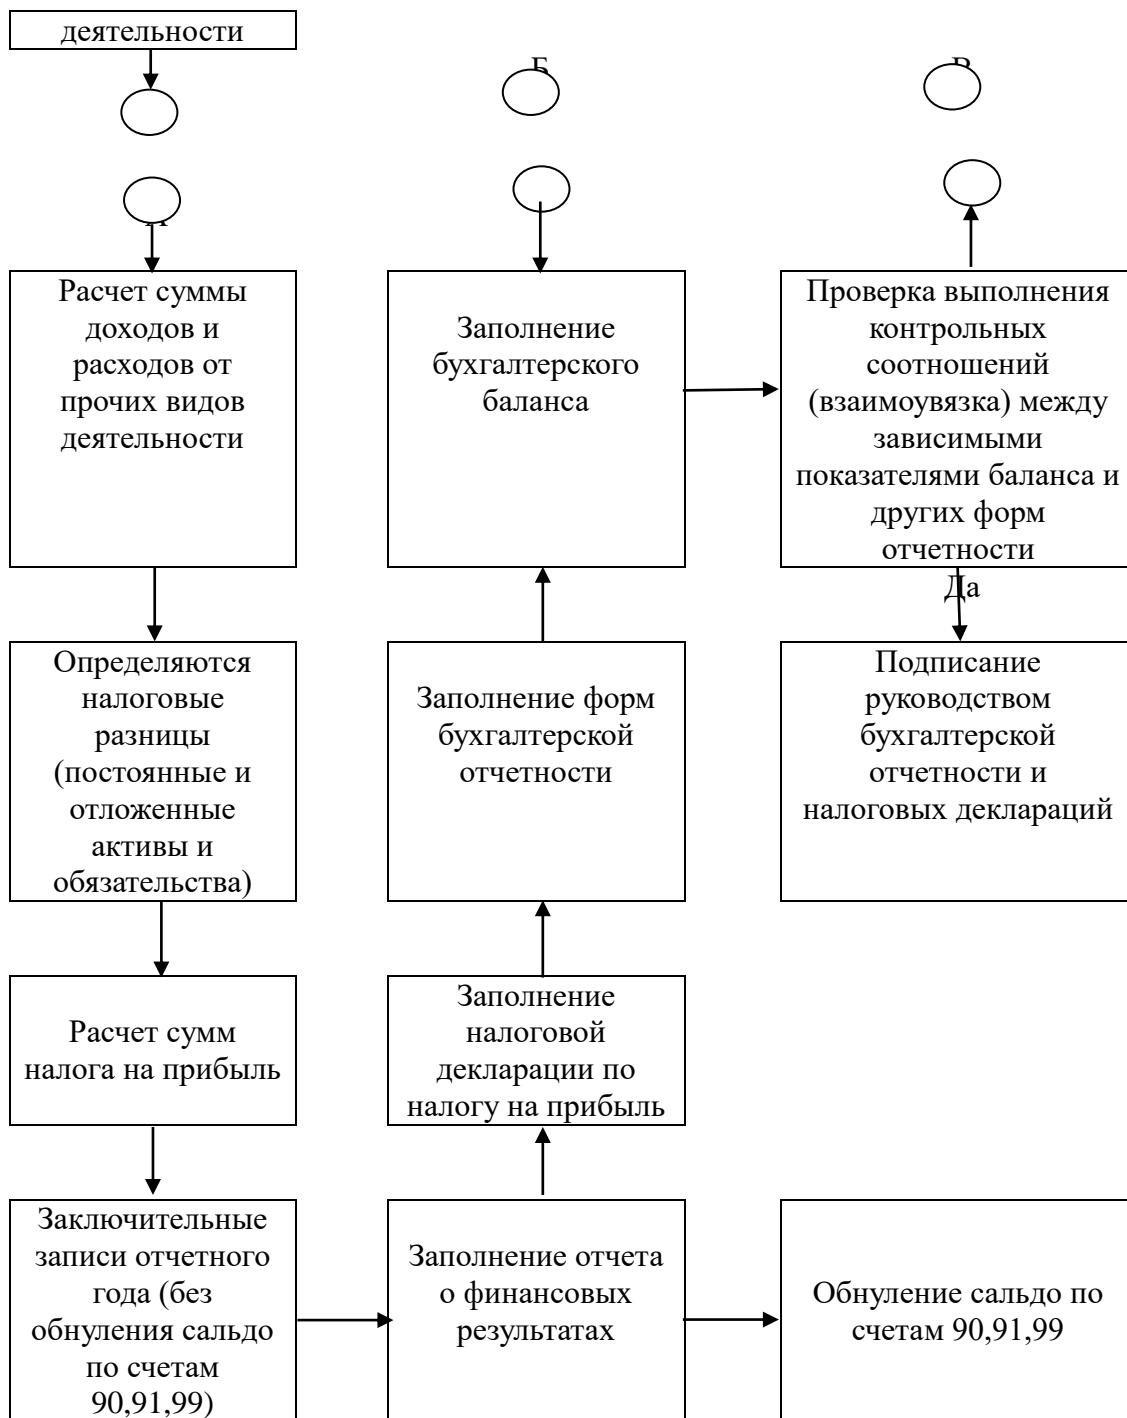 деятельности
Б
В
А
Расчет суммы
доходов и
расходов от
прочих видов
деятельности
Заполнение
бухгалтерского
баланса
Проверка выполнения
контрольных
соотношений
(взаимоувязка) между
зависимыми
показателями баланса и
других форм
отчетности
Да
Определяются
налоговые
разницы
(постоянные и
отложенные
активы и
обязательства)
Заполнение форм
бухгалтерской
отчетности
Подписание
руководством
бухгалтерской
отчетности и
налоговых деклараций
Расчет сумм
налога на прибыль
Заполнение
налоговой
декларации по
налогу на прибыль
Заключительные
записи отчетного
года (без
обнуления сальдо
по счетам
90,91,99)
Заполнение отчета
о финансовых
результатах
Обнуление сальдо по
счетам 90,91,99